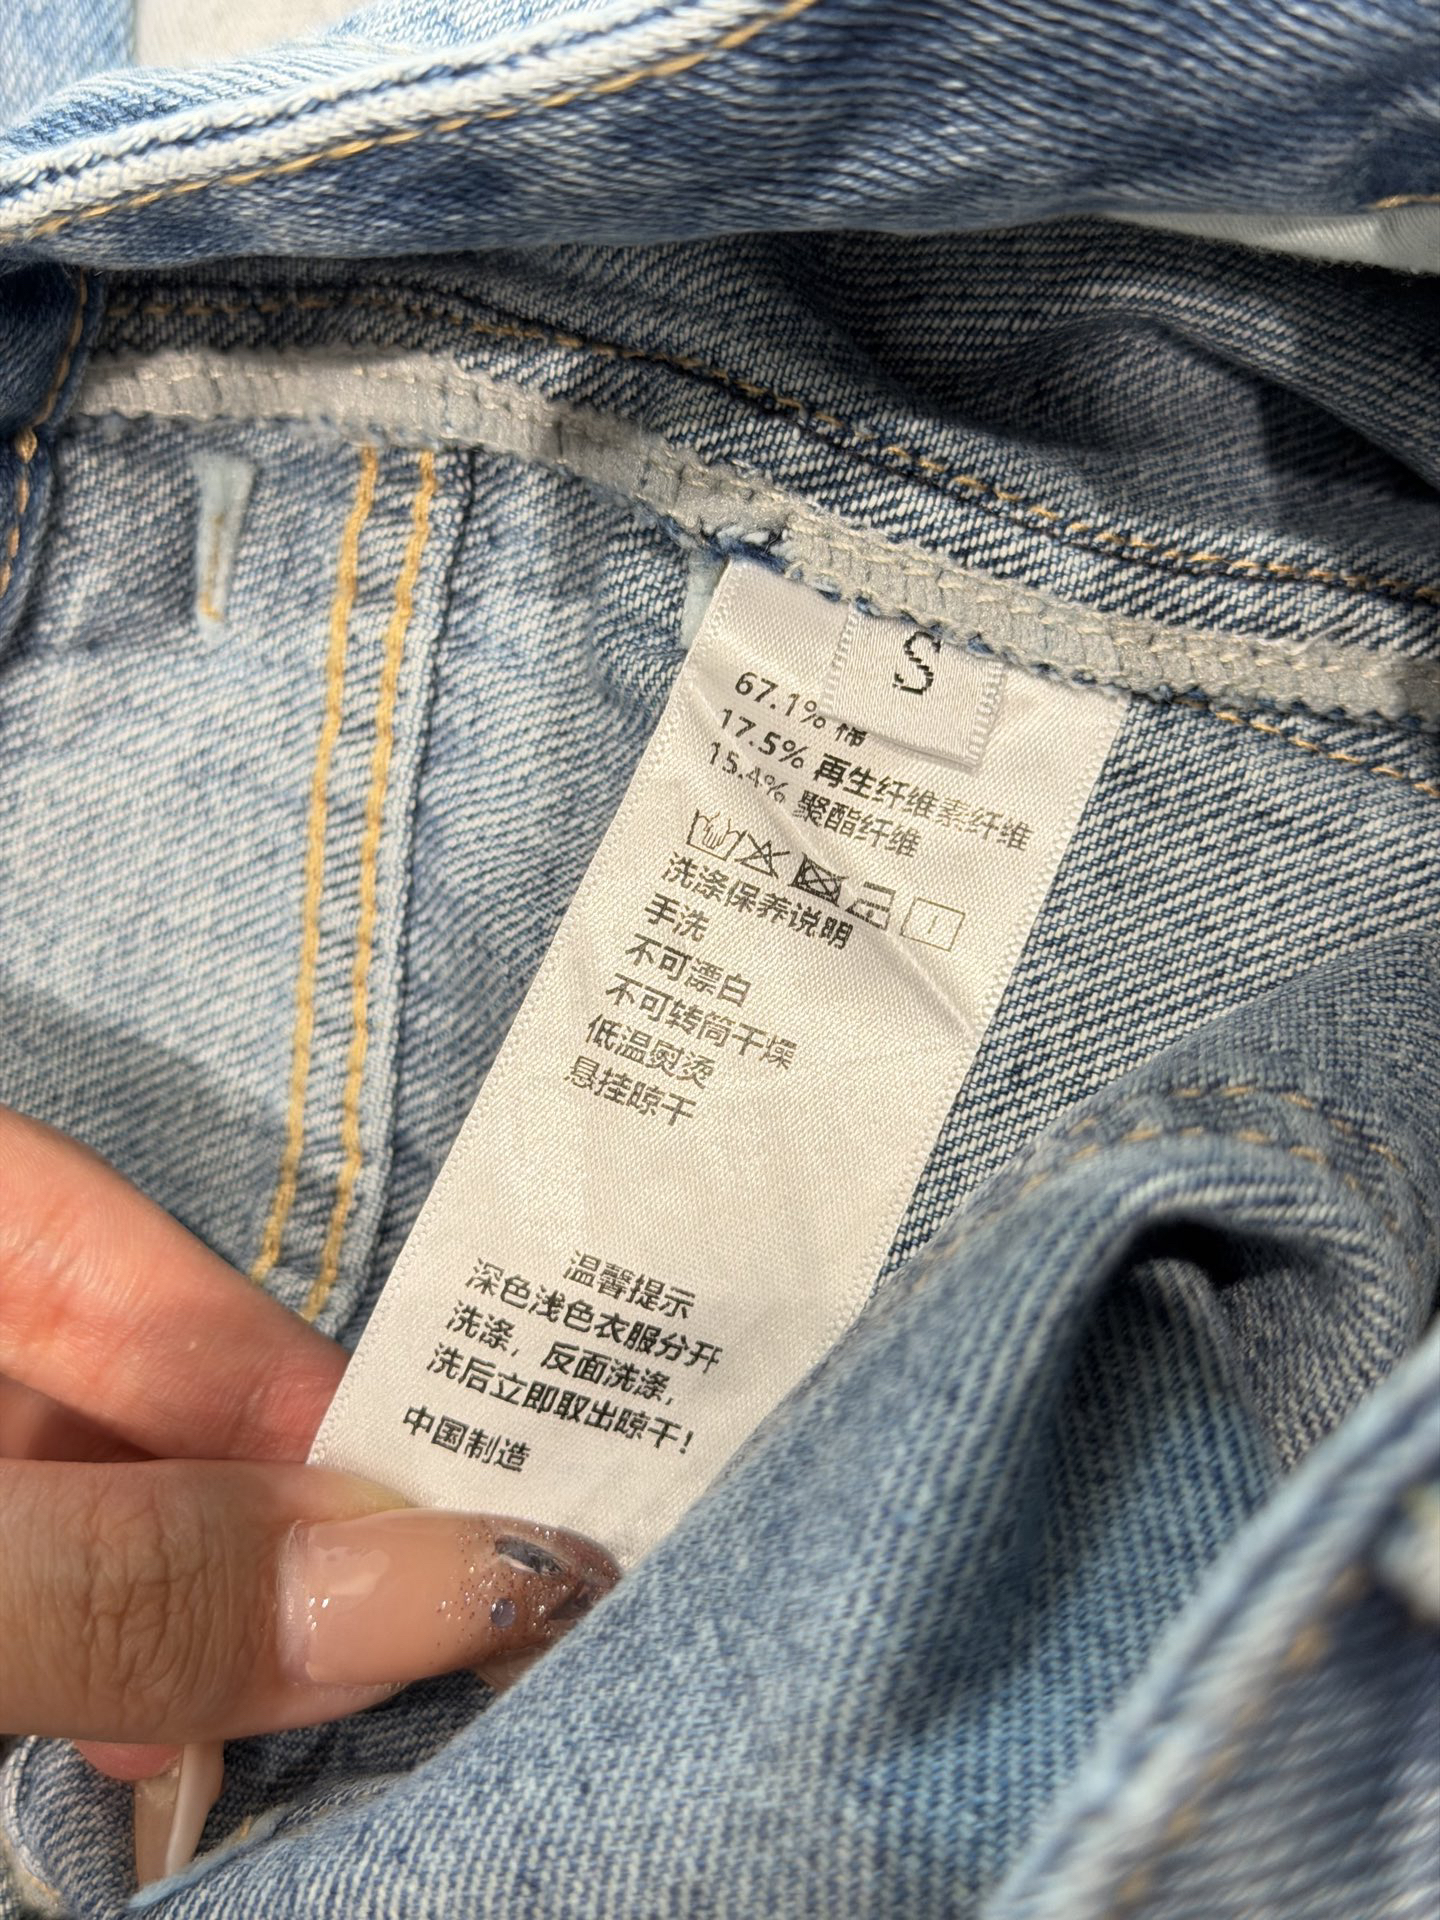 S
67.1% 棉
17.5% 再生纤维素纤维
15.4% 聚酯纤维
洗涤保养说明
手洗
不可漂白
不可转筒干燥
低温熨烫
悬挂晾干
温馨提示
深色浅色衣服分开
洗涤，反面洗涤，
洗后立即取出晾干！
中国制造